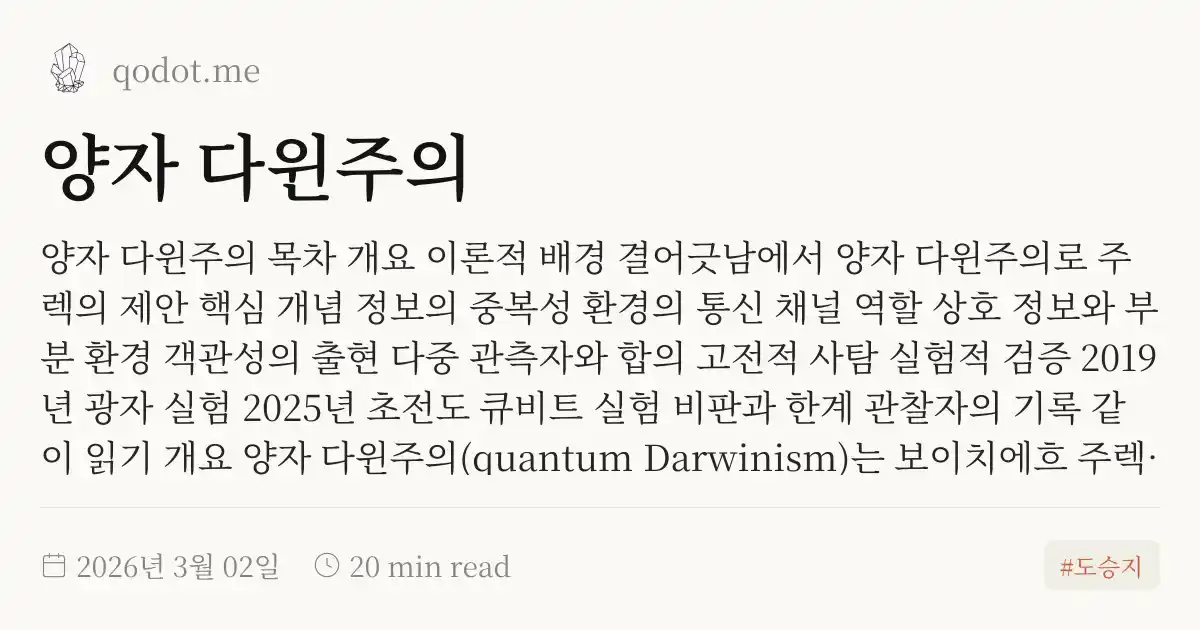 qodot.me
양자 다윈주의
양자 다윈주의 목차 개요 이론적 배경 결어긋남에서 양자 다윈주의로 주
렉의 제안 핵심 개념 정보의 중복성 환경의 통신 채널 역할 상호 정보와 부
분 환경 객관성의 출현 다중 관측자와 합의 고전적 사탐 실험적 검증 2019
년 광자 실험 2025년 초전도 큐비트 실험 비판과 한계 관찰자의 기록 같
이 읽기 개요 양자 다윈주의(quantum Darwinism)는 보이치에흐 주렉·
2026년 3월 02일 20 min read #도승지